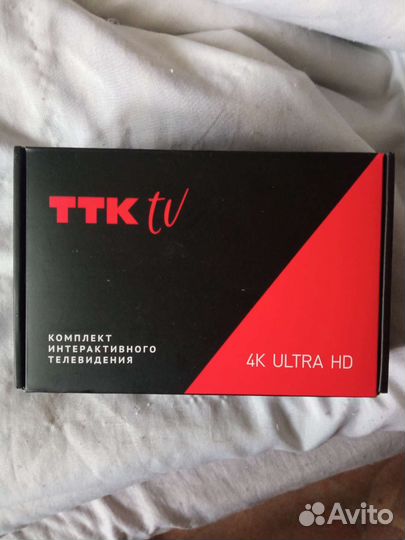 ТТК tv
КОМПЛЕКТ
ИНТЕРАКТИВНОГО
ТЕЛЕВИДЕНИЯ
4K ULTRA HD
Avito